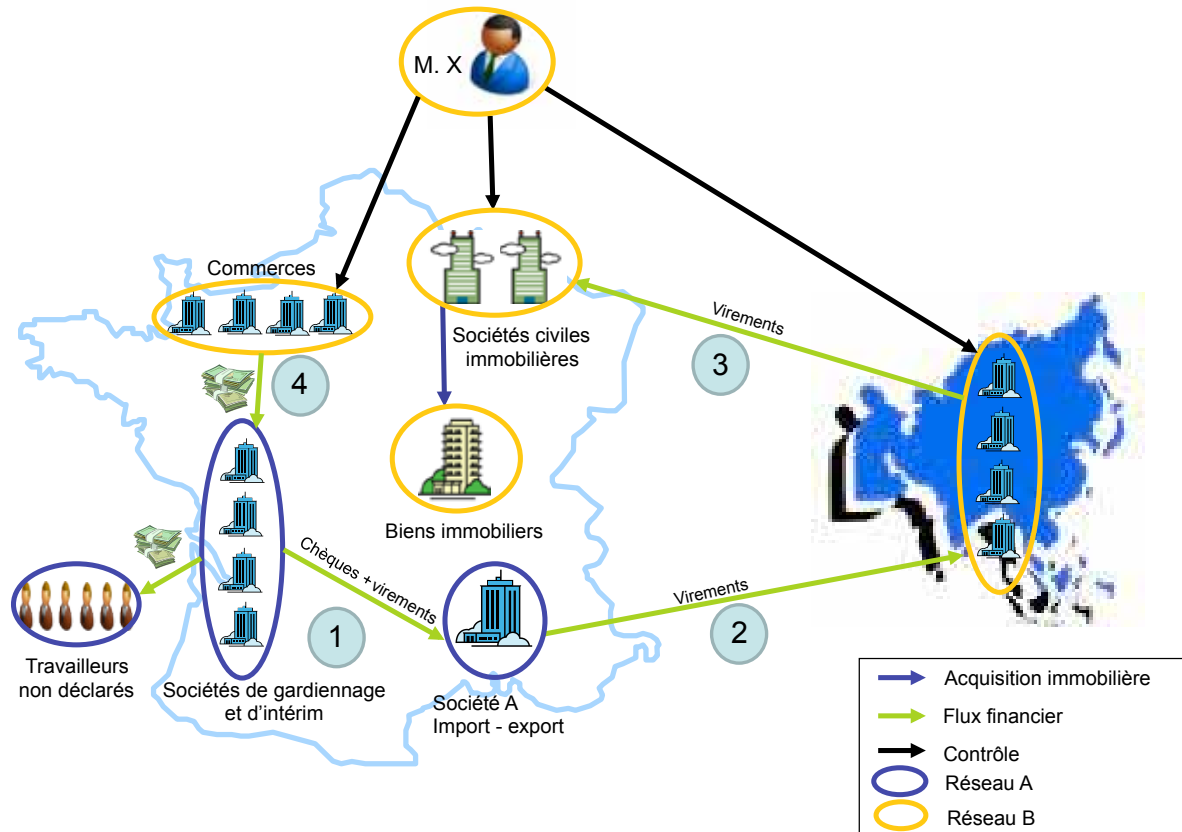 M. X
Commerces
Sociétés civiles
immobilières
Virements
3
4
Biens immobiliers
Chèques +virements
Virements
2
1
Travailleurs
non déclarés
Sociétés de gardiennage
et d’intérim
Société A
Import - export
Acquisition immobilière
Flux financier
Contrôle
Réseau A
Réseau B